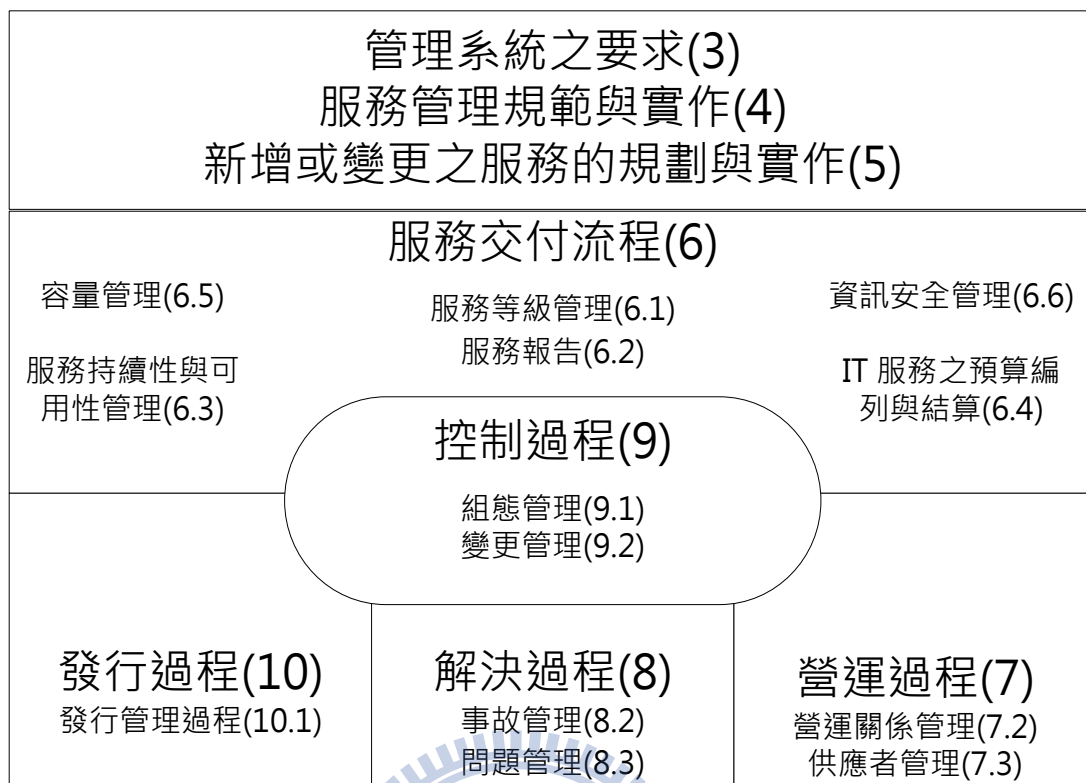 管理系統之要求(3)
服務管理規範與實作(4)
新增或變更之服務的規劃與實作(5)
服務交付流程(6)
容量管理(6.5)
服務持續性與可
用性管理(6.3)
服務等級管理(6.1)
服務報告(6.2)
資訊安全管理(6.6)
IT 服務之預算編
列與結算(6.4)
控制過程(9)
組態管理(9.1)
變更管理(9.2)
發行過程(10)
發行管理過程(10.1)
解決過程(8)
事故管理(8.2)
問題管理(8.3)
營運過程(7)
營運關係管理(7.2)
供應者管理(7.3)